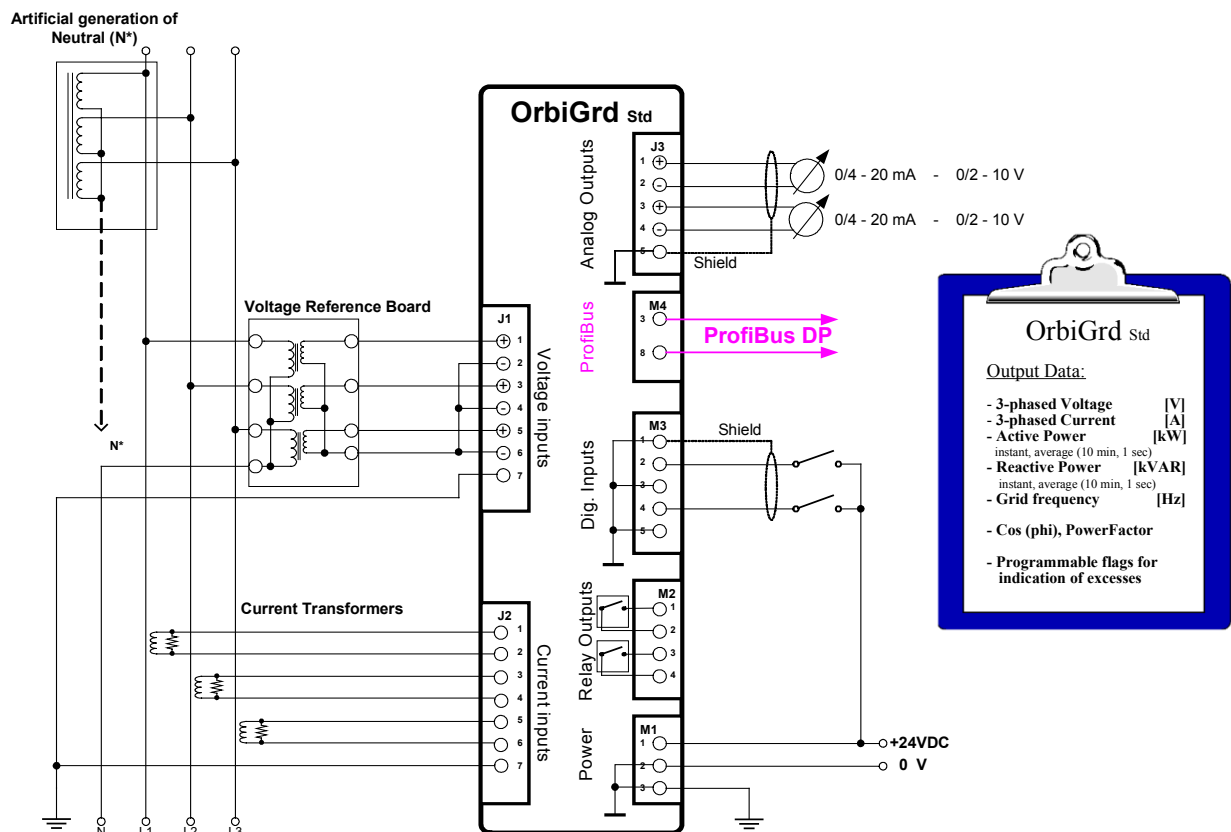 Artificial generation of
Neutral (N*)
N*
Voltage Reference Board
Current Transformers
N L1 L2 L3
OrbiGrd Std
J1
1
2
3
4
5
6
7
Voltage inputs
J2
1
2
3
4
5
6
7
Current inputs
Analog Outputs
J3
1 +
2 -
3 +
4 -
5
Shield
0/4 - 20 mA - 0/2 - 10 V
0/4 - 20 mA - 0/2 - 10 V
ProfiBus
M4
3
8
ProfiBus DP
Dig. Inputs
M3
1
2
3
4
5
Shield
Relay Outputs
M2
1
2
3
4
Power
M1
1
2
3
+24VDC
0 V
OrbiGrd Std
Output Data:
- 3-phased Voltage [V]
- 3-phased Current [A]
- Active Power [kW]
instant, average (10 min, 1 sec)
- Reactive Power [kVAR]
instant, average (10 min, 1 sec)
- Grid frequency [Hz]
- Cos (phi), PowerFactor
- Programmable flags for
indication of excesses